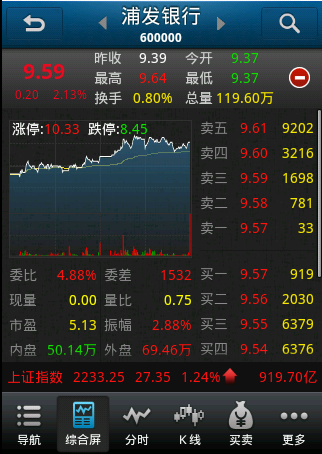 浦发银行
600000
9.59 昨收 9.39 今开 9.37
最高 9.64 最低 9.37
0.20 2.13% 换手 0.80% 总量 119.60万
涨停:10.33 跌停:8.45
卖五 9.61 9202
卖四 9.60 3216
卖三 9.59 1698
卖二 9.58 781
卖一 9.57 33
委比 4.88% 委差 1532 买一 9.57 919
现量 0.00 量比 0.75 买二 9.56 2030
市盈 5.13 振幅 2.88% 买三 9.55 6379
内盘 50.14万 外盘 69.46万 买四 9.54 6376
上证指数 2233.25 27.35 1.24% 919.70亿
导航 综合屏 分时 K线 买卖 更多